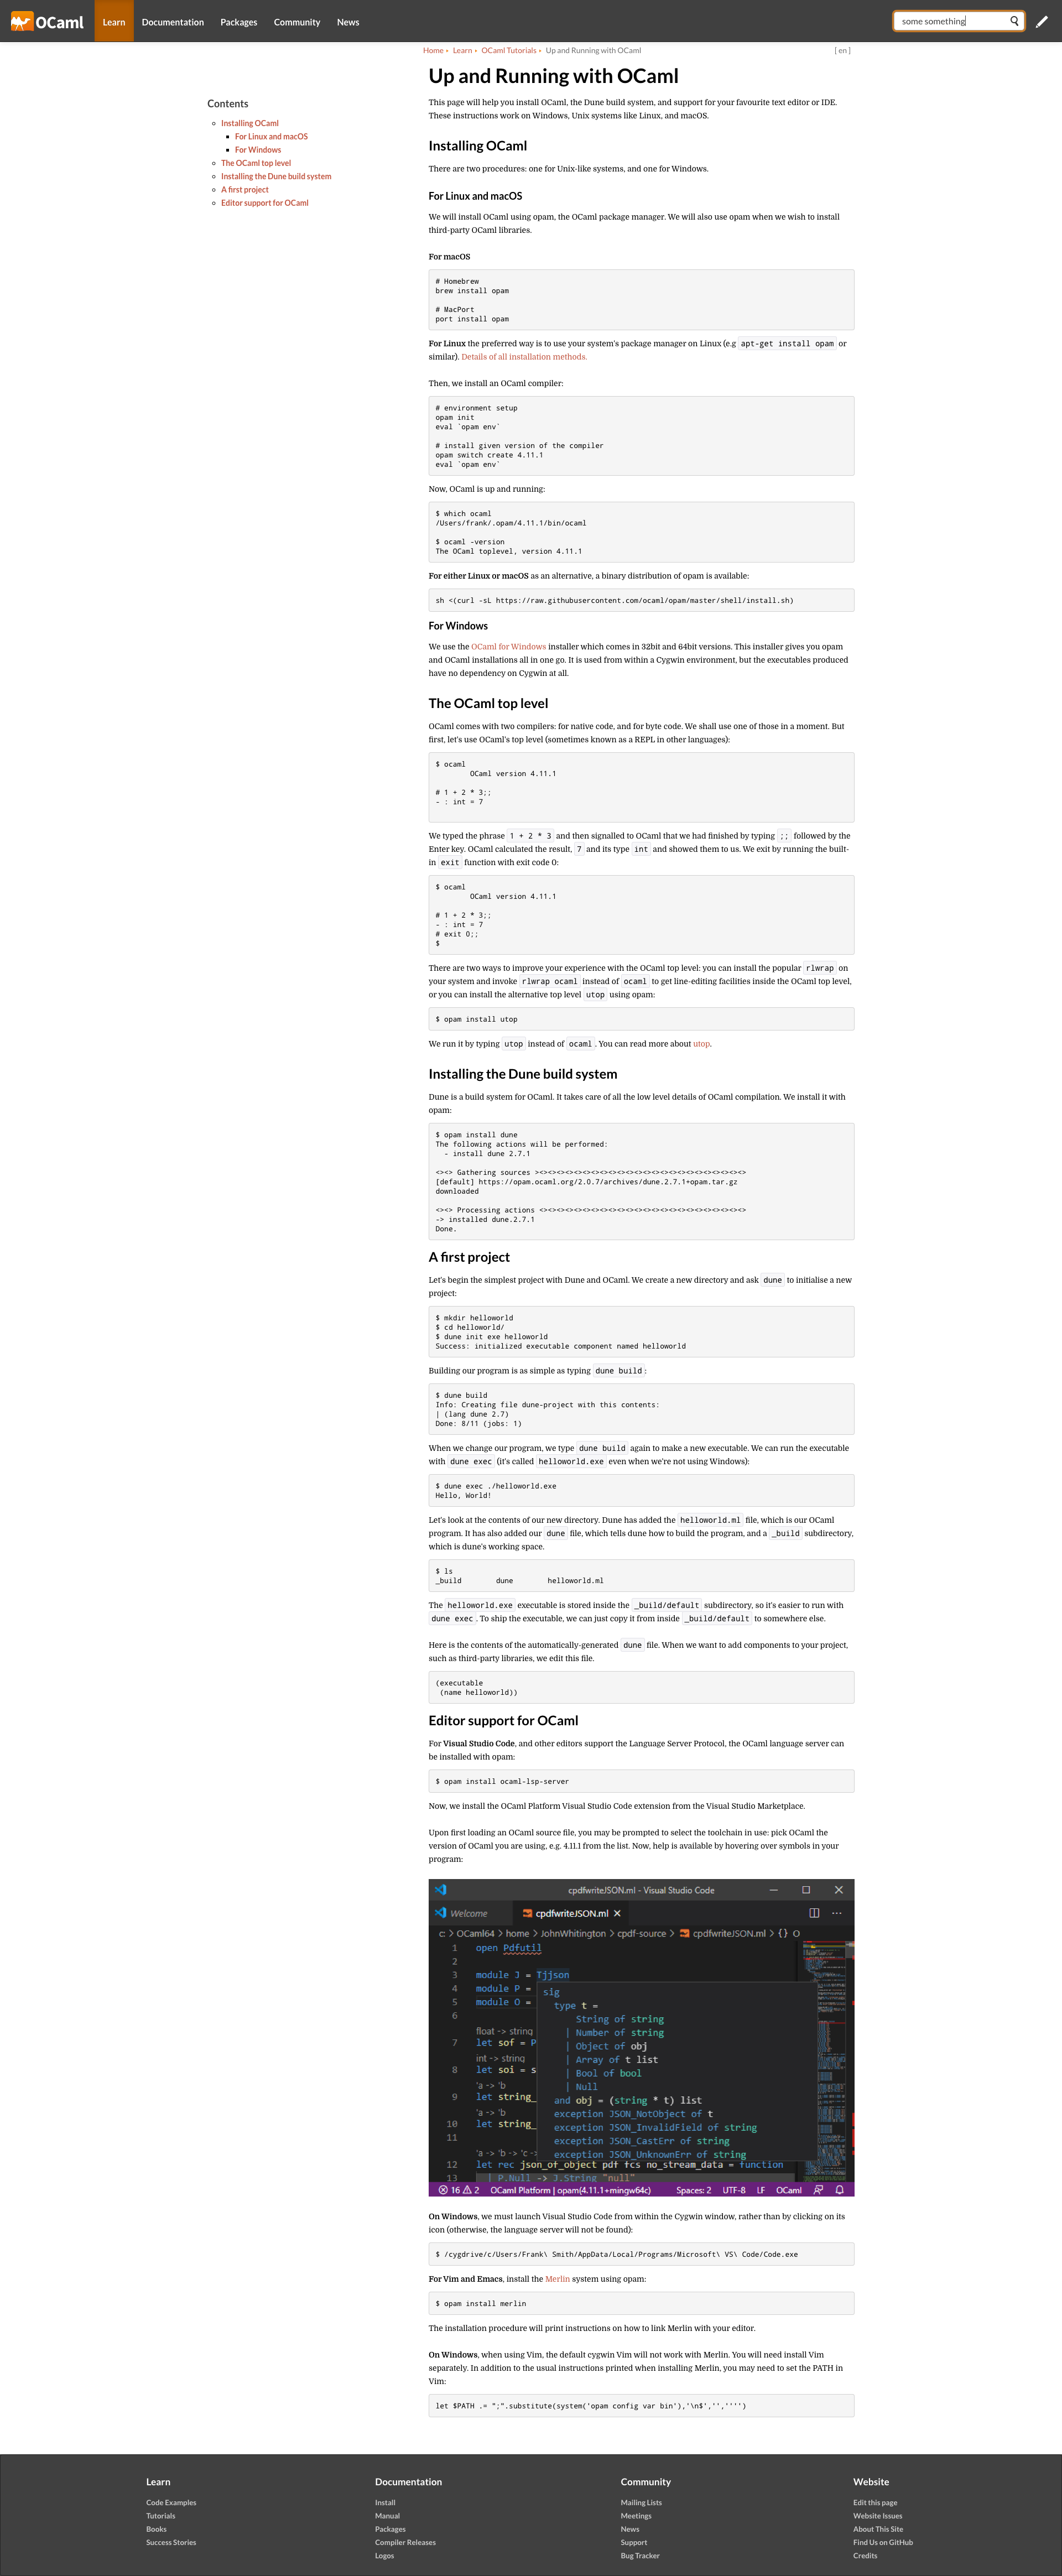 OCaml
Learn
Documentation
Packages
Community
News
some something
Home
Learn
OCaml Tutorials
Up and Running with OCaml
[ en ]
Contents
Installing OCaml
For Linux and macOS
For Windows
The OCaml top level
Installing the Dune build system
A first project
Editor support for OCaml
Up and Running with OCaml
This page will help you install OCaml, the Dune build system, and support for your favourite text editor or IDE.
These instructions work on Windows, Unix systems like Linux, and macOS.
Installing OCaml
There are two procedures: one for Unix-like systems, and one for Windows.
For Linux and macOS
We will install OCaml using opam, the OCaml package manager. We will also use opam when we wish to install
third-party OCaml libraries.
For macOS
# Homebrew
brew install opam
# MacPort
port install opam
For Linux the preferred way is to use your system's package manager on Linux (e.g apt-get install opam or
similar). Details of all installation methods.
Then, we install an OCaml compiler:
# environment setup
opam init
eval `opam env`
# install given version of the compiler
opam switch create 4.11.1
eval `opam env`
Now, OCaml is up and running:
$ which ocaml
/Users/frank/.opam/4.11.1/bin/ocaml
$ ocaml -version
The OCaml toplevel, version 4.11.1
For either Linux or macOS as an alternative, a binary distribution of opam is available:
sh <(curl -sL https://raw.githubusercontent.com/ocaml/opam/master/shell/install.sh)
For Windows
We use the OCaml for Windows installer which comes in 32bit and 64bit versions. This installer gives you opam
and OCaml installations all in one go. It is used from within a Cygwin environment, but the executables produced
have no dependency on Cygwin at all.
The OCaml top level
OCaml comes with two compilers: for native code, and for byte code. We shall use one of those in a moment. But
first, let's use OCaml's top level (sometimes known as a REPL in other languages):
$ ocaml
OCaml version 4.11.1
# 1 + 2 * 3;;
- : int = 7
We typed the phrase 1 + 2 * 3 and then signalled to OCaml that we had finished by typing ;; followed by the
Enter key. OCaml calculated the result, 7 and its type int and showed them to us. We exit by running the built-
in exit function with exit code 0:
$ ocaml
OCaml version 4.11.1
# 1 + 2 * 3;;
- : int = 7
# exit 0;;
$
There are two ways to improve your experience with the OCaml top level: you can install the popular rlwrap on
your system and invoke rlwrap ocaml instead of ocaml to get line-editing facilities inside the OCaml top level,
or you can install the alternative top level utop using opam:
$ opam install utop
We run it by typing utop instead of ocaml. You can read more about utop.
Installing the Dune build system
Dune is a build system for OCaml. It takes care of all the low level details of OCaml compilation. We install it with
opam:
$ opam install dune
The following actions will be performed:
- install dune 2.7.1
<><> Gathering sources ><><><><><><><><><><><><><><><><><><><><><><><><>
[default] https://opam.ocaml.org/2.0.7/archives/dune.2.7.1+opam.tar.gz
downloaded
<><> Processing actions <><><><><><><><><><><><><><><><><><><><><><><><>
-> installed dune.2.7.1
Done.
A first project
Let's begin the simplest project with Dune and OCaml. We create a new directory and ask dune to initialise a new
project:
$ mkdir helloworld
$ cd helloworld/
$ dune init exe helloworld
Success: initialized executable component named helloworld
Building our program is as simple as typing dune build:
$ dune build
Info: Creating file dune-project with this contents:
| (lang dune 2.7)
Done: 8/11 (jobs: 1)
When we change our program, we type dune build again to make a new executable. We can run the executable
with dune exec (it's called helloworld.exe even when we're not using Windows):
$ dune exec ./helloworld.exe
Hello, World!
Let's look at the contents of our new directory. Dune has added the helloworld.ml file, which is our OCaml
program. It has also added our dune file, which tells dune how to build the program, and a _build subdirectory,
which is dune's working space.
$ ls
_build dune helloworld.ml
The helloworld.exe executable is stored inside the _build/default subdirectory, so it's easier to run with
dune exec. To ship the executable, we can just copy it from inside _build/default to somewhere else.
Here is the contents of the automatically-generated dune file. When we want to add components to your project,
such as third-party libraries, we edit this file.
(executable
(name helloworld))
Editor support for OCaml
For Visual Studio Code, and other editors support the Language Server Protocol, the OCaml language server can
be installed with opam:
$ opam install ocaml-lsp-server
Now, we install the OCaml Platform Visual Studio Code extension from the Visual Studio Marketplace.
Upon first loading an OCaml source file, you may be prompted to select the toolchain in use: pick OCaml the
version of OCaml you are using, e.g. 4.11.1 from the list. Now, help is available by hovering over symbols in your
program:
cpdfwriteJSON.ml - Visual Studio Code
Welcome
cpdfwriteJSON.ml
c: > OCaml64 > home > JohnWhitington > cpdf-source > cpdfwriteJSON.ml > {} O
1 open Pdfutil
2
3 module J = Tjjson
4 module P =
5 module O =
6
float -> string
7 let sof = P
int -> string
8 let soi = s
'a -> 'b
9 let string_
'a -> 'b
10 let string_
11
'a -> 'b -> 'c ->
12 let rec json_of_object pdf fcs no_stream_data = function
13 | P.Null -> J.String "null"
sig
type t =
String of string
| Number of string
| Object of obj
| Array of t list
| Bool of bool
| Null
and obj = (string * t) list
exception JSON_NotObject of t
exception JSON_InvalidField of string
exception JSON_CastErr of string
exception JSON_UnknownErr of string
16 2 OCaml Platform | opam(4.11.1+mingw64c) Spaces: 2 UTF-8 LF OCaml
On Windows, we must launch Visual Studio Code from within the Cygwin window, rather than by clicking on its
icon (otherwise, the language server will not be found):
$ /cygdrive/c/Users/Frank\ Smith/AppData/Local/Programs/Microsoft\ VS\ Code/Code.exe
For Vim and Emacs, install the Merlin system using opam:
$ opam install merlin
The installation procedure will print instructions on how to link Merlin with your editor.
On Windows, when using Vim, the default cygwin Vim will not work with Merlin. You will need install Vim
separately. In addition to the usual instructions printed when installing Merlin, you may need to set the PATH in
Vim:
let $PATH .= ";".substitute(system('opam config var bin'),'\n$','','''')
Learn
Code Examples
Tutorials
Books
Success Stories
Documentation
Install
Manual
Packages
Compiler Releases
Logos
Community
Mailing Lists
Meetings
News
Support
Bug Tracker
Website
Edit this page
Website Issues
About This Site
Find Us on GitHub
Credits